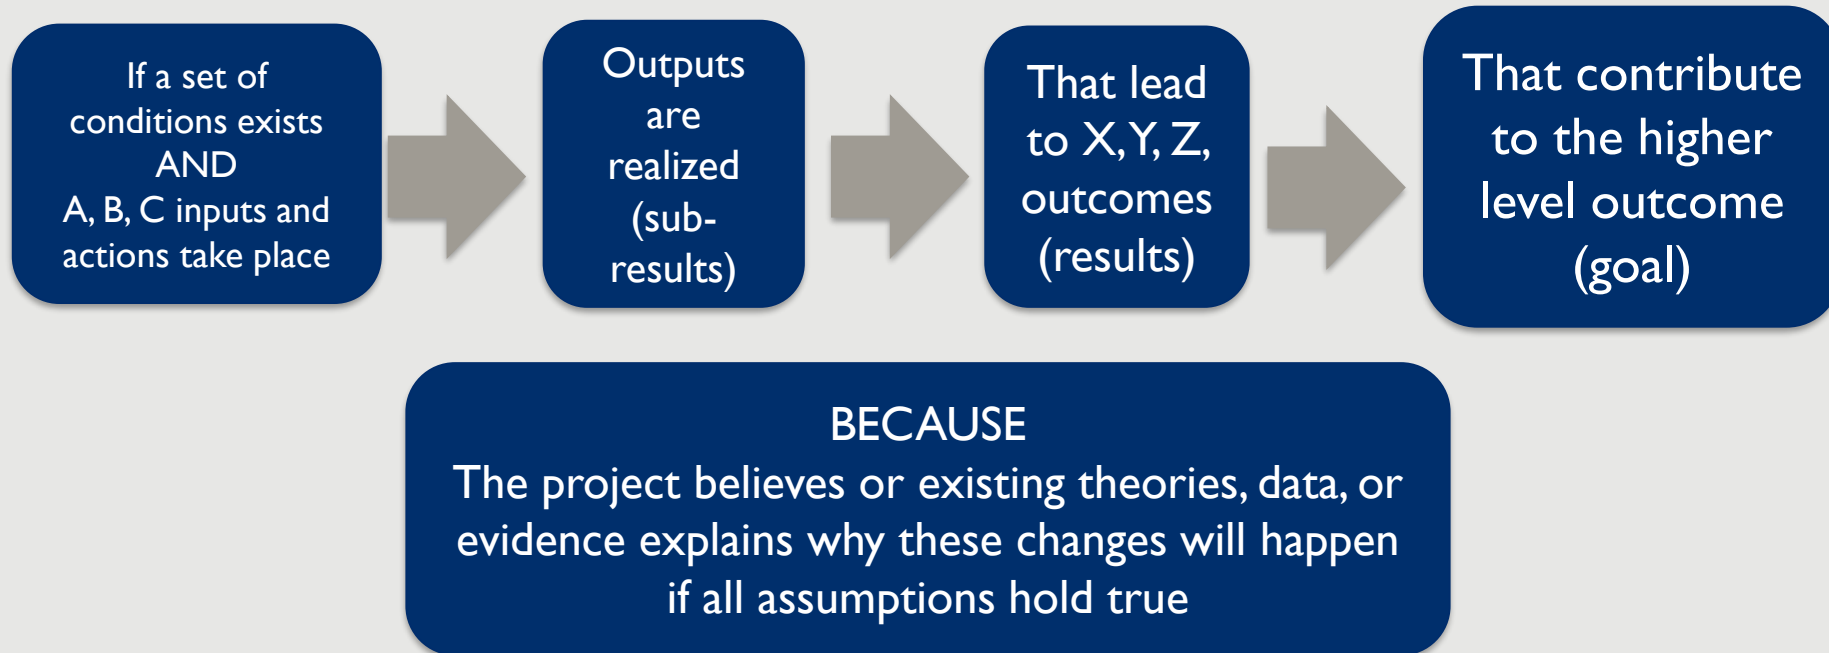 If a set of
conditions exists
AND
A, B, C inputs and
actions take place
Outputs
are
realized
(sub-
results)
That lead
to X, Y, Z,
outcomes
(results)
That contribute
to the higher
level outcome
(goal)
BECAUSE
The project believes or existing theories, data, or
evidence explains why these changes will happen
if all assumptions hold true